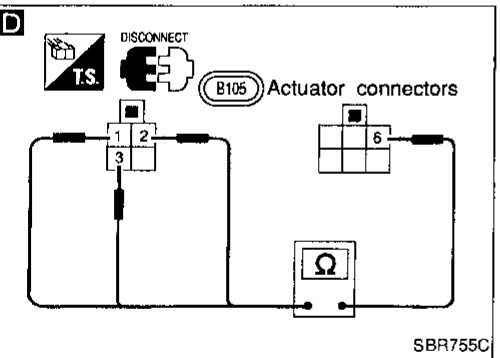 D
DISCONNECT
T.S.
B105 Actuator connectors
1 2
3
6
Ω
SBR755C